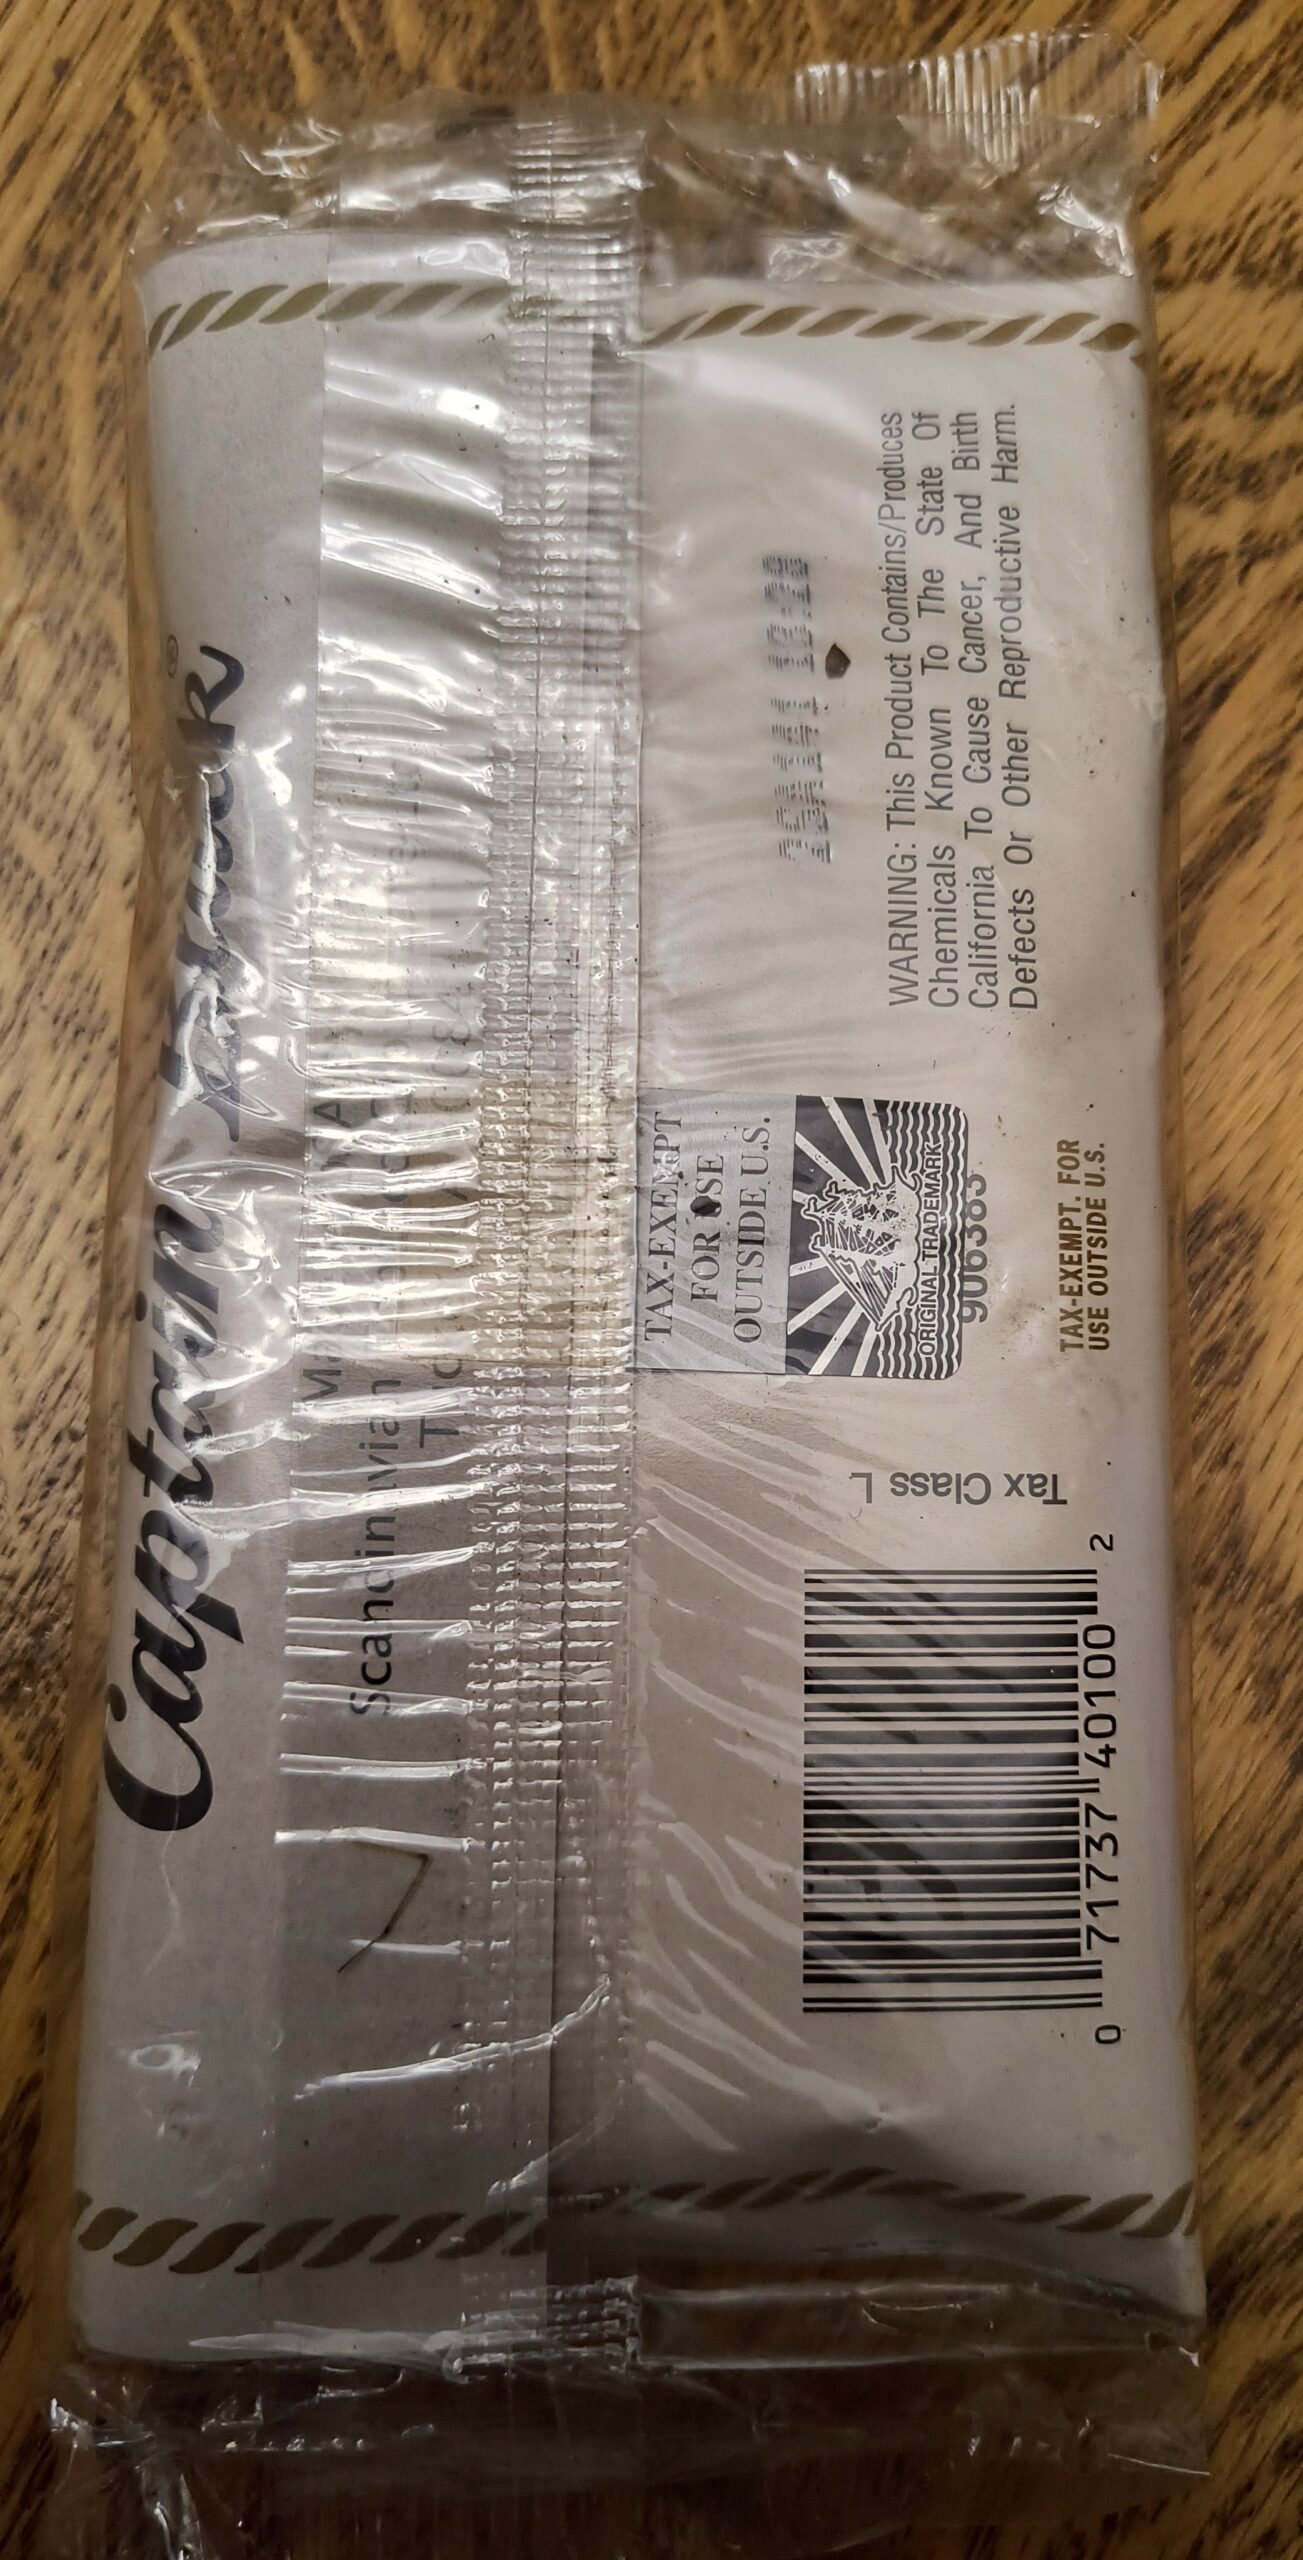 Captain Black®
Scandinavian
TAX-EXEMPT
FOR USE
OUTSIDE U.S.
ORIGINAL TRADEMARK
906383
WARNING: This Product Contains/Produces
Chemicals Known To The State Of
California To Cause Cancer, And Birth
Defects Or Other Reproductive Harm.
TAX-EXEMPT. FOR
USE OUTSIDE U.S.
Tax Class L
0 71737 40100 2